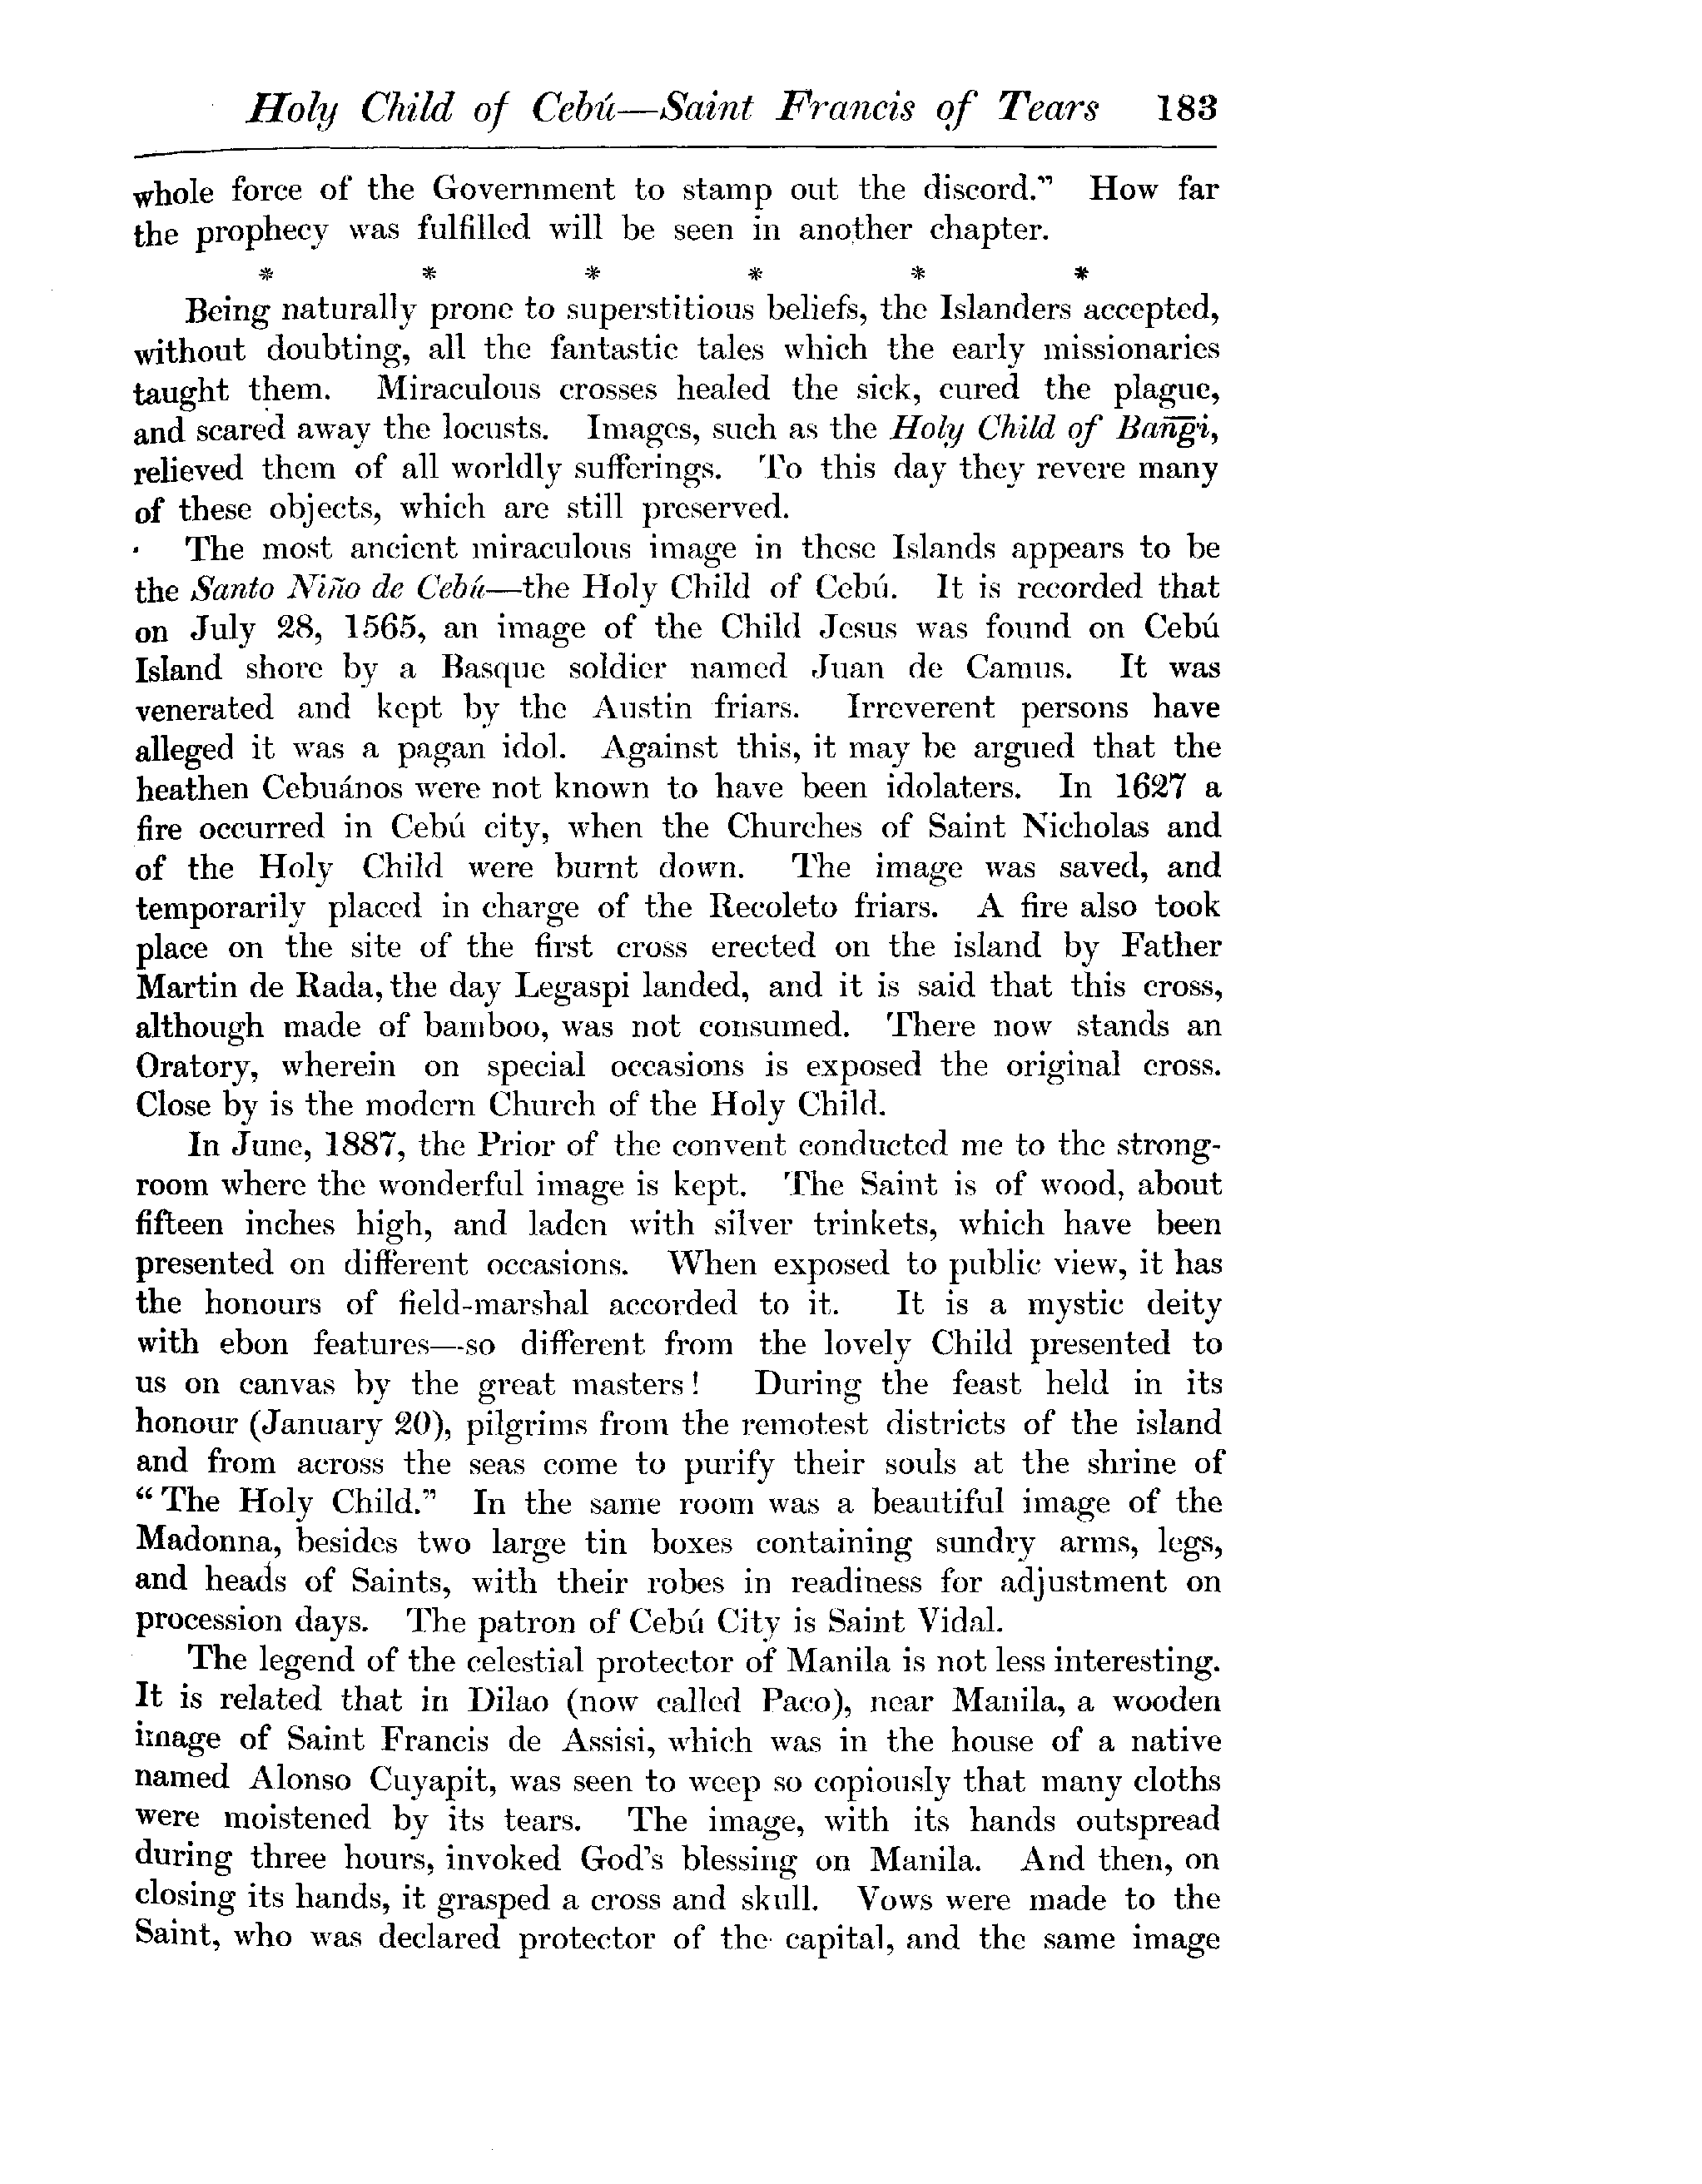 Holy Child of Cebú—Saint Francis of Tears 183
whole force of the Government to stamp out the discord." How far
the prophecy was fulfilled will be seen in another chapter.
* * * * * *
Being naturally prone to superstitious beliefs, the Islanders accepted,
without doubting, all the fantastic tales which the early missionaries
taught them. Miraculous crosses healed the sick, cured the plague,
and scared away the locusts. Images, such as the Holy Child of Bañgi,
relieved them of all worldly sufferings. To this day they revere many
of these objects, which are still preserved.
The most ancient miraculous image in these Islands appears to be
the Santo Niño de Cebú—the Holy Child of Cebú. It is recorded that
on July 28, 1565, an image of the Child Jesus was found on Cebú
Island shore by a Basque soldier named Juan de Camus. It was
venerated and kept by the Austin friars. Irreverent persons have
alleged it was a pagan idol. Against this, it may be argued that the
heathen Cebuános were not known to have been idolaters. In 1627 a
fire occurred in Cebú city, when the Churches of Saint Nicholas and
of the Holy Child were burnt down. The image was saved, and
temporarily placed in charge of the Recoleto friars. A fire also took
place on the site of the first cross erected on the island by Father
Martin de Rada, the day Legaspi landed, and it is said that this cross,
although made of bamboo, was not consumed. There now stands an
Oratory, wherein on special occasions is exposed the original cross.
Close by is the modern Church of the Holy Child.
In June, 1887, the Prior of the convent conducted me to the strong-
room where the wonderful image is kept. The Saint is of wood, about
fifteen inches high, and laden with silver trinkets, which have been
presented on different occasions. When exposed to public view, it has
the honours of field-marshal accorded to it. It is a mystic deity
with ebon features—so different from the lovely Child presented to
us on canvas by the great masters! During the feast held in its
honour (January 20), pilgrims from the remotest districts of the island
and from across the seas come to purify their souls at the shrine of
"The Holy Child." In the same room was a beautiful image of the
Madonna, besides two large tin boxes containing sundry arms, legs,
and heads of Saints, with their robes in readiness for adjustment on
procession days. The patron of Cebú City is Saint Vidal.
The legend of the celestial protector of Manila is not less interesting.
It is related that in Dilao (now called Paco), near Manila, a wooden
image of Saint Francis de Assisi, which was in the house of a native
named Alonso Cuyapit, was seen to weep so copiously that many cloths
were moistened by its tears. The image, with its hands outspread
during three hours, invoked God's blessing on Manila. And then, on
closing its hands, it grasped a cross and skull. Vows were made to the
Saint, who was declared protector of the capital, and the same image